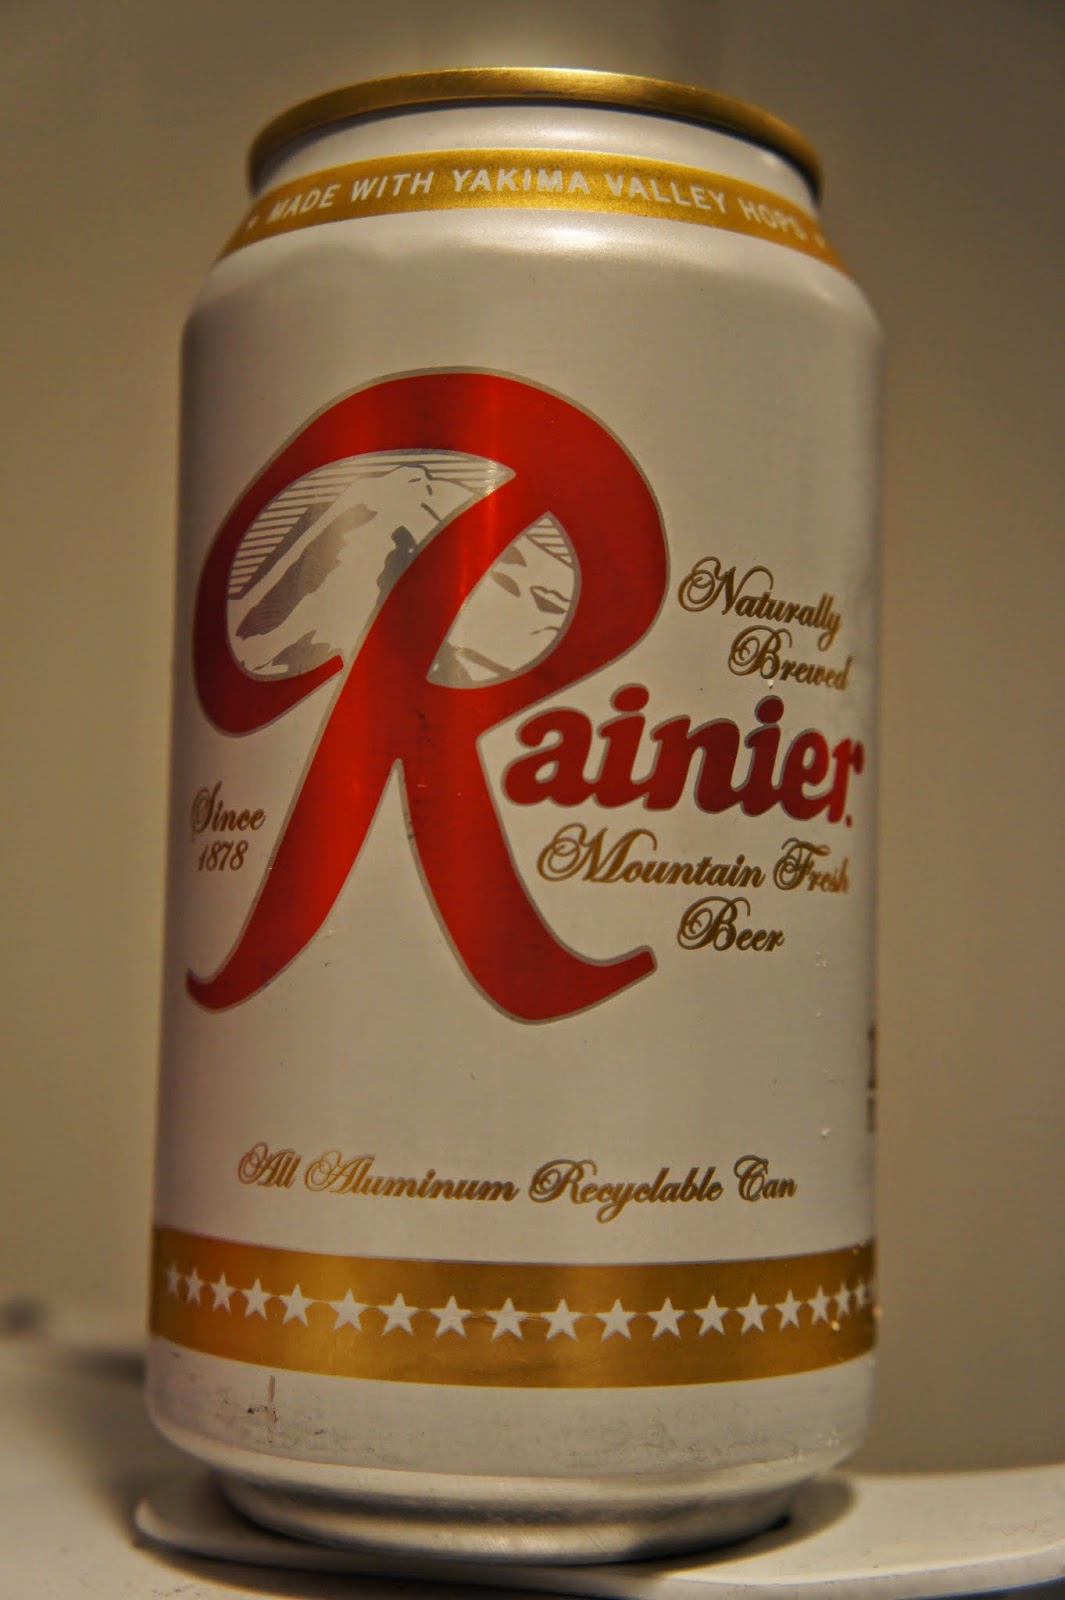 MADE WITH YAKIMA VALLEY HOPS
Naturally
Brewed
Rainier
Since
1878
Mountain Fresh
Beer
All Aluminum Recyclable Can